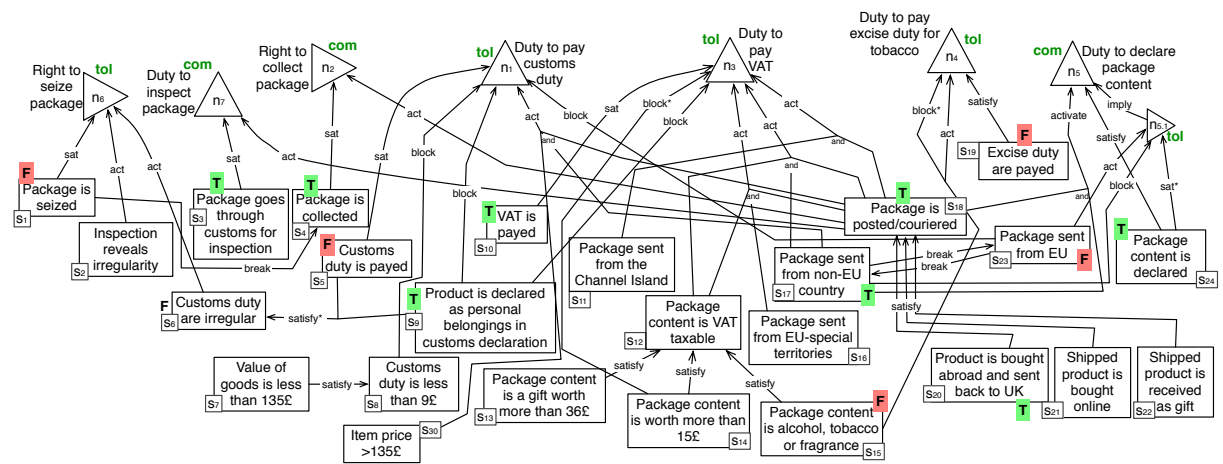 Right to
seize package
tol
n6
Duty to
inspect
package
com
n7
Right to
collect
package
com
n2
tol
n1
Duty to pay
customs
duty
tol
n3
Duty to
pay
VAT
Duty to pay
excise duty for
tobacco
tol
n4
com
n5
Duty to declare
package
content
imply
n5.1
tol
sat
act
act
sat
act
sat
sat
block
block
act
and
block*
sat
block*
block
act
act
and
and
and
block*
act
satisfy
activate
satisfy
act
block
sat*
and
F
Package is
seized
S1
Inspection
reveals
irregularity
S2
T
Package goes
through
customs for
inspection
S3
T
Package is
collected
S4
break
F
Customs
duty is payed
S5
F
Customs duty
are irregular
S6
satisfy*
Value of
goods is less
than 135£
S7
satisfy
Customs
duty is less
than 9£
S8
T
Product is declared
as personal
belongings in
customs declaration
S9
T
VAT is
payed
S10
Package sent
from the
Channel Island
S11
Package
content is VAT
taxable
S12
satisfy
satisfy
satisfy
Package content
is a gift worth
more than 36£
S13
Package content
is worth more than
15£
S14
F
Package content
is alcohol, tobacco
or fragrance
S15
Package sent
from EU-special
territories
S16
Package sent
from non-EU
country
S17
T
break
break
T
Package is
posted/couriered
S18
F
Excise duty
are payed
S19
satisfy
Product is bought
abroad and sent
back to UK
S20
T
Shipped
product is
bought
online
S21
Shipped
product is
received
as gift
S22
Package sent
from EU
S23
F
T
Package
content is
declared
S24
Item price
>135£
S30